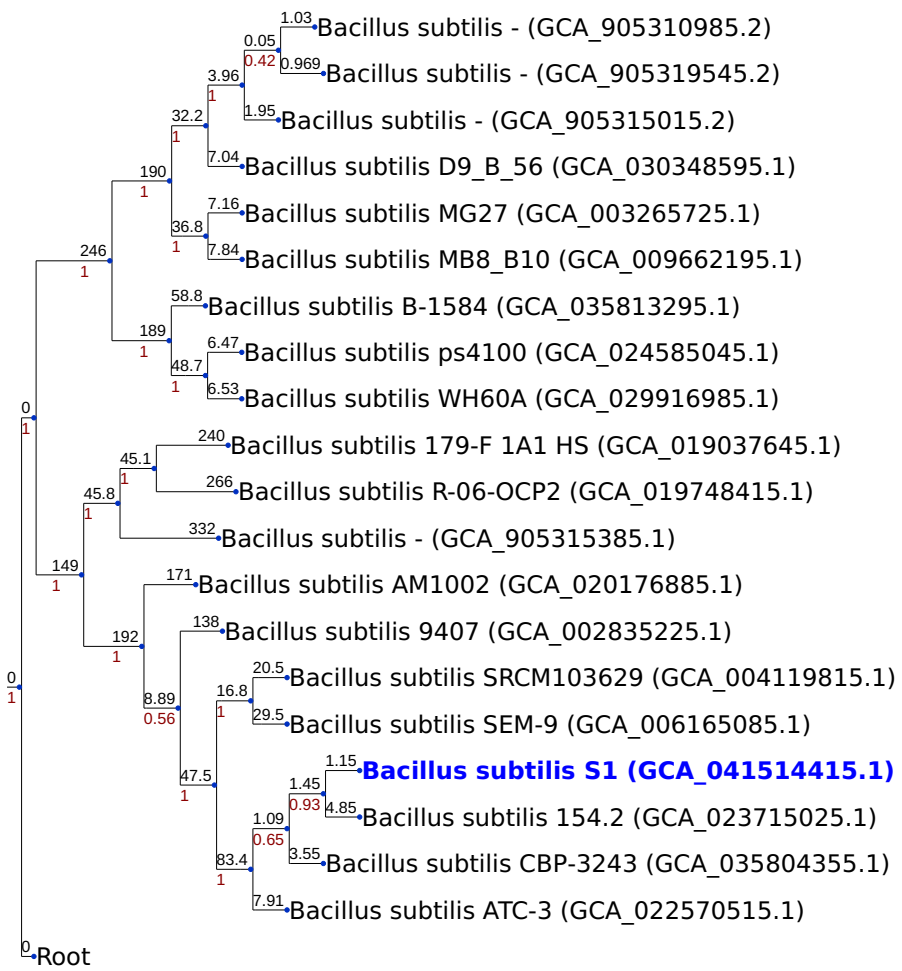 1.03
Bacillus subtilis - (GCA_905310985.2)
0.05
0.42
0.969
Bacillus subtilis - (GCA_905319545.2)
3.96
1
1.95
Bacillus subtilis - (GCA_905315015.2)
32.2
1
7.04
Bacillus subtilis D9_B_56 (GCA_030348595.1)
190
1
7.16
Bacillus subtilis MG27 (GCA_003265725.1)
36.8
1
7.84
Bacillus subtilis MB8_B10 (GCA_009662195.1)
246
1
58.8
Bacillus subtilis B-1584 (GCA_035813295.1)
189
1
6.47
Bacillus subtilis ps4100 (GCA_024585045.1)
48.7
1
6.53
Bacillus subtilis WH60A (GCA_029916985.1)
0
1
240
Bacillus subtilis 179-F 1A1 HS (GCA_019037645.1)
45.1
1
266
Bacillus subtilis R-06-OCP2 (GCA_019748415.1)
45.8
1
332
Bacillus subtilis - (GCA_905315385.1)
149
1
171
Bacillus subtilis AM1002 (GCA_020176885.1)
192
1
138
Bacillus subtilis 9407 (GCA_002835225.1)
8.89
0.56
20.5
Bacillus subtilis SRCM103629 (GCA_004119815.1)
16.8
1
29.5
Bacillus subtilis SEM-9 (GCA_006165085.1)
0
1
47.5
1
1.15
Bacillus subtilis S1 (GCA_041514415.1)
1.45
0.93
4.85
Bacillus subtilis 154.2 (GCA_023715025.1)
1.09
0.65
3.55
Bacillus subtilis CBP-3243 (GCA_035804355.1)
83.4
1
7.91
Bacillus subtilis ATC-3 (GCA_022570515.1)
0
Root